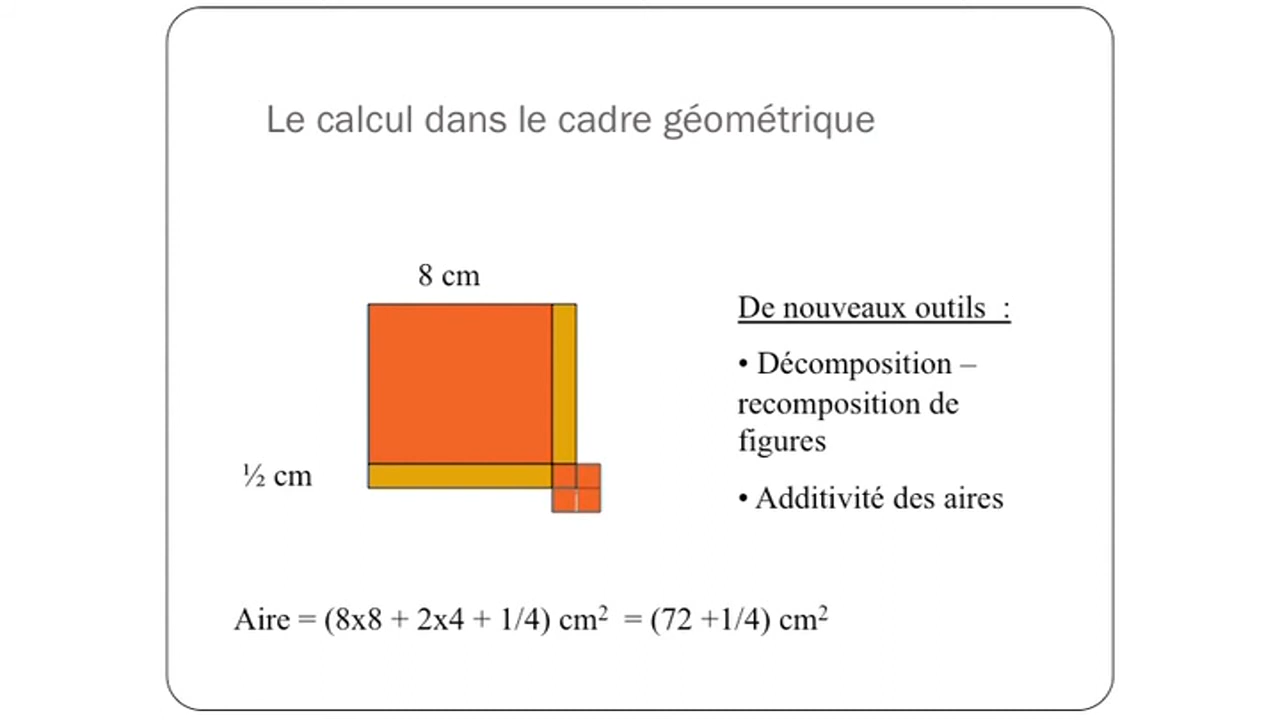 Le calcul dans le cadre géométrique
8 cm
½ cm
De nouveaux outils :
• Décomposition –
recomposition de
figures
• Additivité des aires
Aire = (8x8 + 2x4 + 1/4) cm² = (72 +1/4) cm²